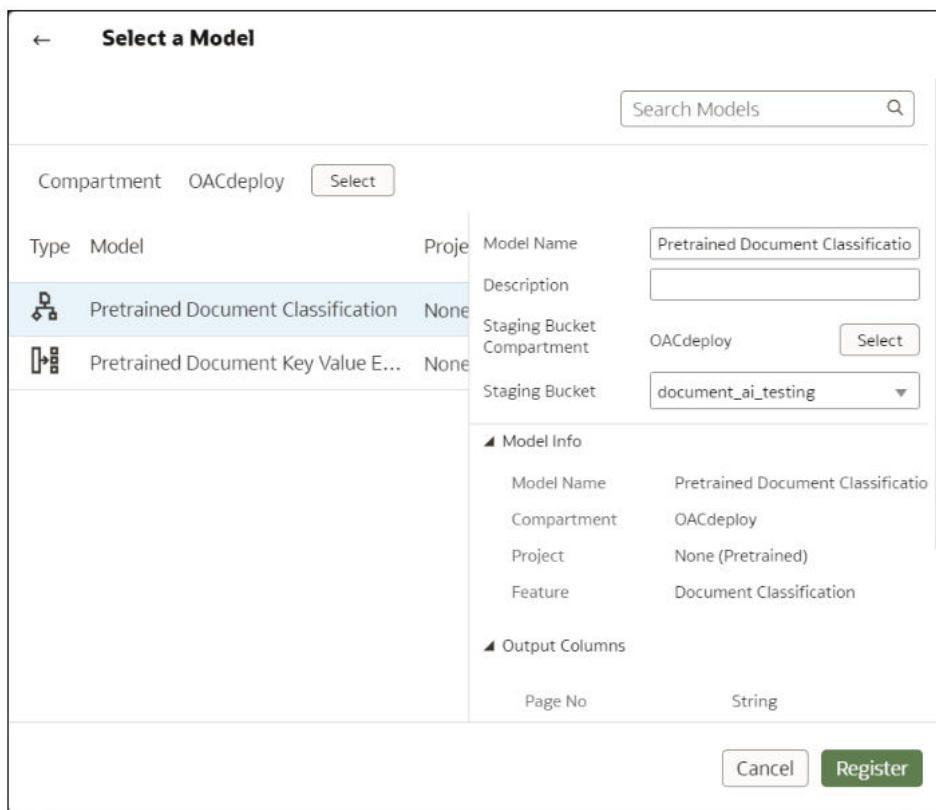 ← Select a Model
Search Models
Compartment OACdeploy Select
Type Model Proje
Pretrained Document Classification None
Pretrained Document Key Value E... None
Model Name Pretrained Document Classificatio
Description
Staging Bucket
Compartment OACdeploy Select
Staging Bucket document_ai_testing
Model Info
Model Name Pretrained Document Classificatio
Compartment OACdeploy
Project None (Pretrained)
Feature Document Classification
Output Columns
Page No String
Cancel Register